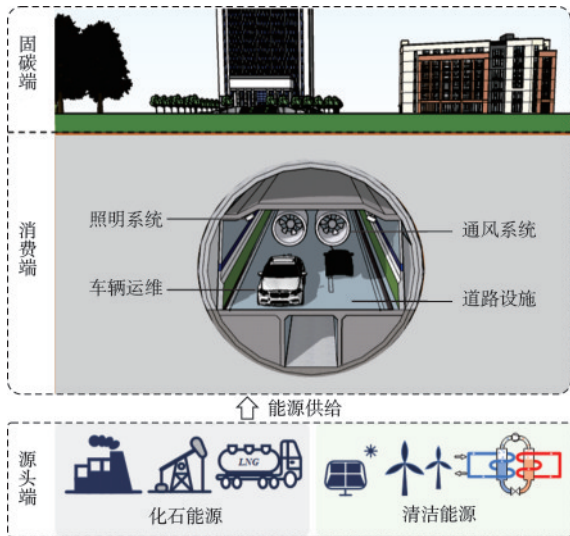 固碳端
消费端
照明系统
通风系统
车辆运维
道路设施
能源供给
源头端
LNG
化石能源
清洁能源